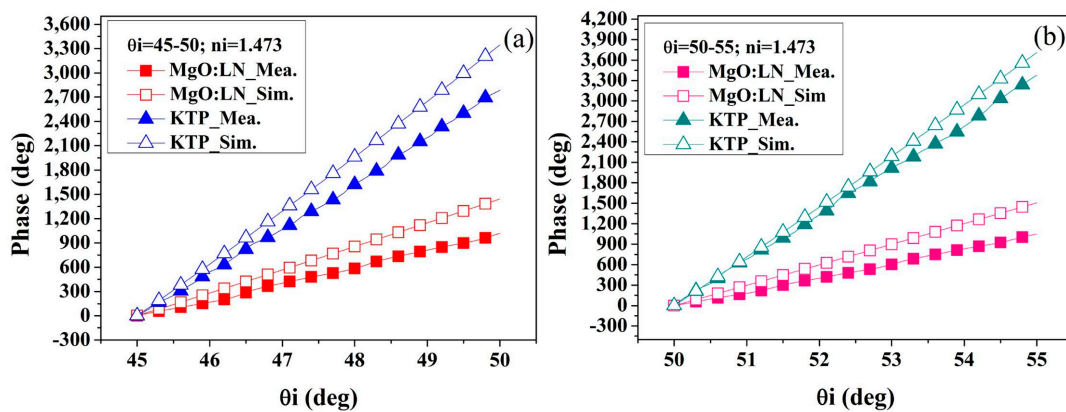 3,600
3,300
3,000
2,700
2,400
2,100
1,800
1,500
1,200
900
600
300
0
-300
Phase (deg)
θi=45-50; ni=1.473
MgO:LN_Mea.
MgO:LN_Sim.
KTP_Mea.
KTP_Sim.
(a)
45 46 47 48 49 50
θi (deg)
4,200
3,900
3,600
3,300
3,000
2,700
2,400
2,100
1,800
1,500
1,200
900
600
300
0
-300
Phase (deg)
θi=50-55; ni=1.473
MgO:LN_Mea.
MgO:LN_Sim
KTP_Mea.
KTP_Sim.
(b)
50 51 52 53 54 55
θi (deg)